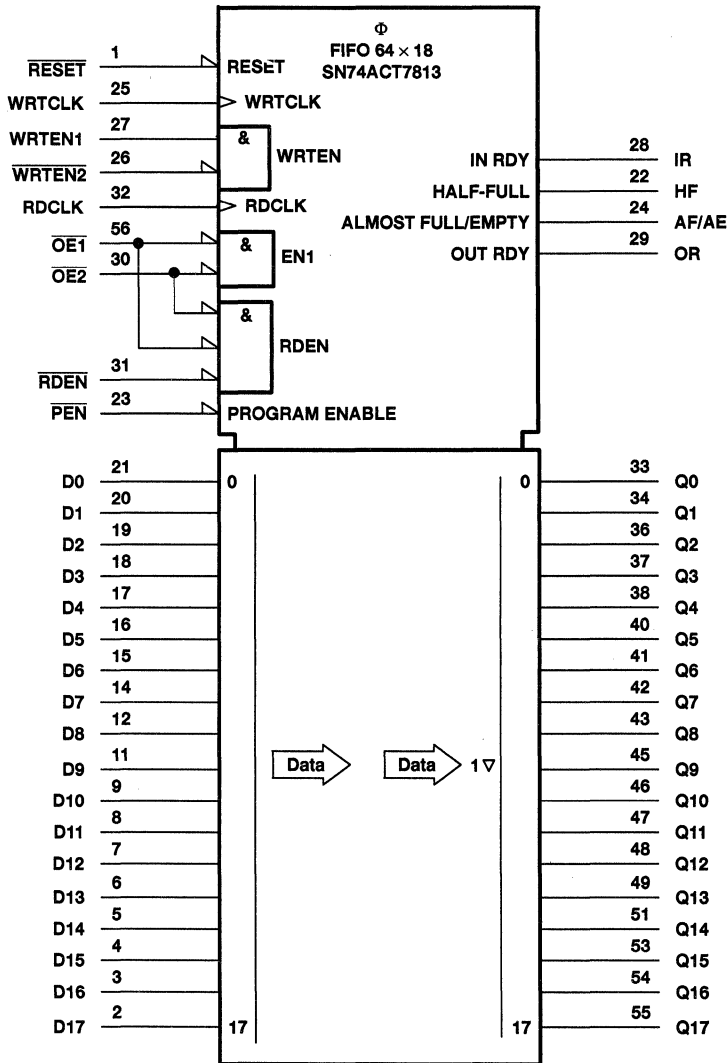 Φ
FIFO 64 × 18
SN74ACT7813
RESET 1 RESET
WRTCLK 25 WRTCLK
WRTEN1 27 &
WRTEN
WRTEN2 26
RDCLK 32 RDCLK
OE1 56 &
EN1
OE2 30
&
RDEN
RDEN 31
PEN 23 PROGRAM ENABLE
IN RDY 28 IR
HALF-FULL 22 HF
ALMOST FULL/EMPTY 24 AF/AE
OUT RDY 29 OR
D0 21 0 0 33 Q0
D1 20 34 Q1
D2 19 36 Q2
D3 18 37 Q3
D4 17 38 Q4
D5 16 40 Q5
D6 15 41 Q6
D7 14 42 Q7
D8 12 43 Q8
D9 11 Data Data 1 ▽ 45 Q9
D10 9 46 Q10
D11 8 47 Q11
D12 7 48 Q12
D13 6 49 Q13
D14 5 51 Q14
D15 4 53 Q15
D16 3 54 Q16
D17 2 17 17 55 Q17